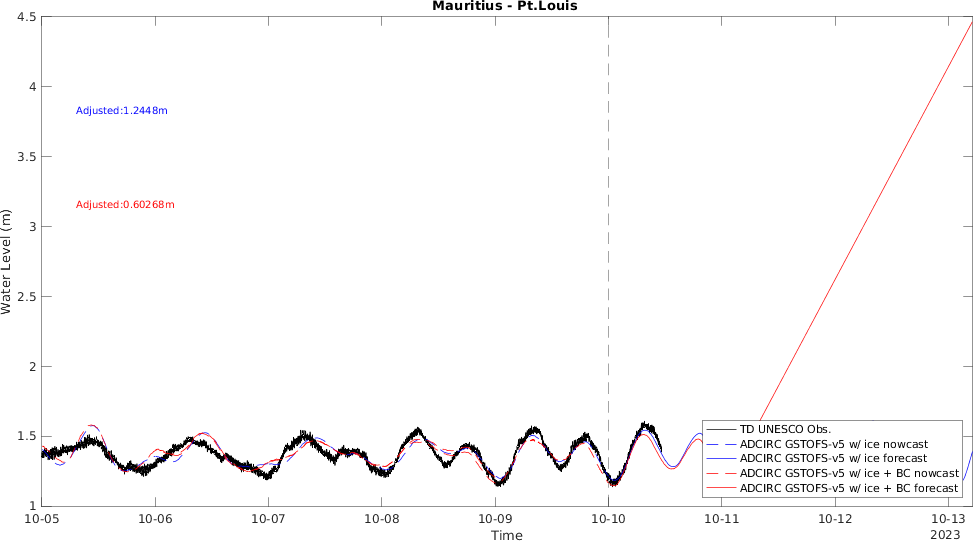 Mauritius - Pt.Louis
4.5
4
3.5
3
2.5
2
1.5
1
Water Level (m)
Adjusted:1.2448m
Adjusted:0.60268m
TD UNESCO Obs.
ADCIRC GSTOFS-v5 w/ ice nowcast
ADCIRC GSTOFS-v5 w/ ice forecast
ADCIRC GSTOFS-v5 w/ ice + BC nowcast
ADCIRC GSTOFS-v5 w/ ice + BC forecast
10-05 10-06 10-07 10-08 10-09 10-10 10-11 10-12 10-13
2023
Time